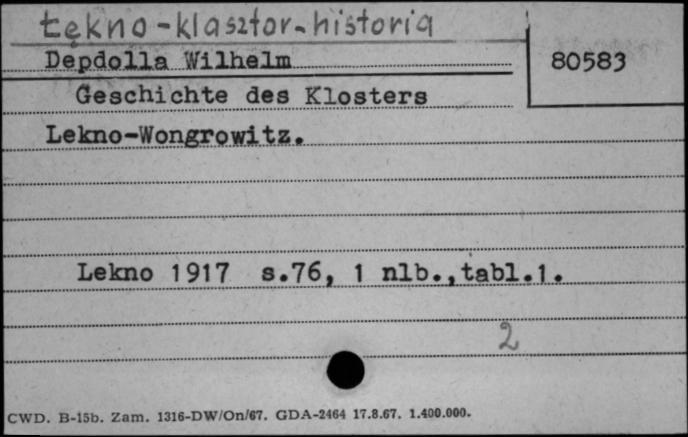 Łękno-klasztor-historia
Depdolla Wilhelm
80583
Geschichte des Klosters
Lekno-Wongrowitz.
Lekno 1917 s.76, 1 nlb.,tabl.1.
2
CWD. B-15b. Zam. 1316-DW/On/67. GDA-2464 17.8.67. 1.400.000.